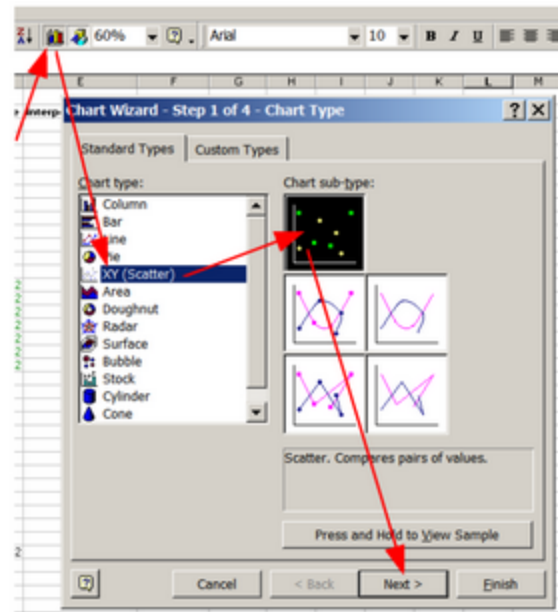 60% Arial 10 B I U
E F G H I J K L M
interp
Chart Wizard - Step 1 of 4 - Chart Type
Standard Types Custom Types
Chart type:
Column
Bar
Line
Pie
XY (Scatter)
Area
Doughnut
Radar
Surface
Bubble
Stock
Cylinder
Cone
Chart sub-type:
Scatter. Compares pairs of values.
Press and Hold to View Sample
Cancel < Back Next > Finish